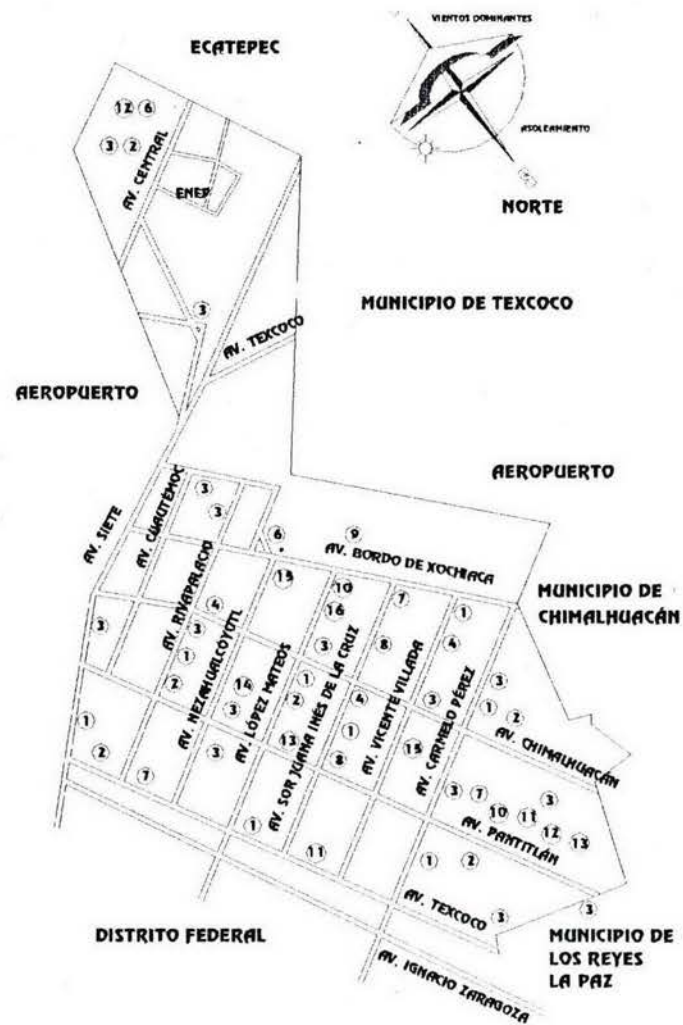 VIENTOS DOMINANTES
ECATEPEC
12 6
3 2
AV. CENTRAL
ASOLEAMIENTO
ENEP
NORTE
MUNICIPIO DE TEXCOCO
3
AV. TEXCOCO
AEROPUERTO
AEROPUERTO
AV. SIETE
AV. CUAUTÉMOC
3
3
6
9
AV. BORDO DE XOCHIACA
MUNICIPIO DE
CHIMALHUACÁN
AV. RIVAPALACIO
15
10
7
1
4
16
3
3
3
8
4
1
2
AV. NEZAHUALCÓYOTL
14
3
AV. LÓPEZ MATEOS
1
2
13
AV. SOR JUANA INÉS DE LA CRUZ
4
1
8
AV. VICENTE VILLADA
3
15
AV. CARMELO PÉREZ
3
1
2
AV. CHIMALHUACÁN
1
2
7
3
3
7
10
11
3
12
13
AV. PANTITLÁN
1
11
1
2
AV. TEXCOCO
3
3
DISTRITO FEDERAL
MUNICIPIO DE
LOS REYES
LA PAZ
AV. IGNACIO ZARAGOZA